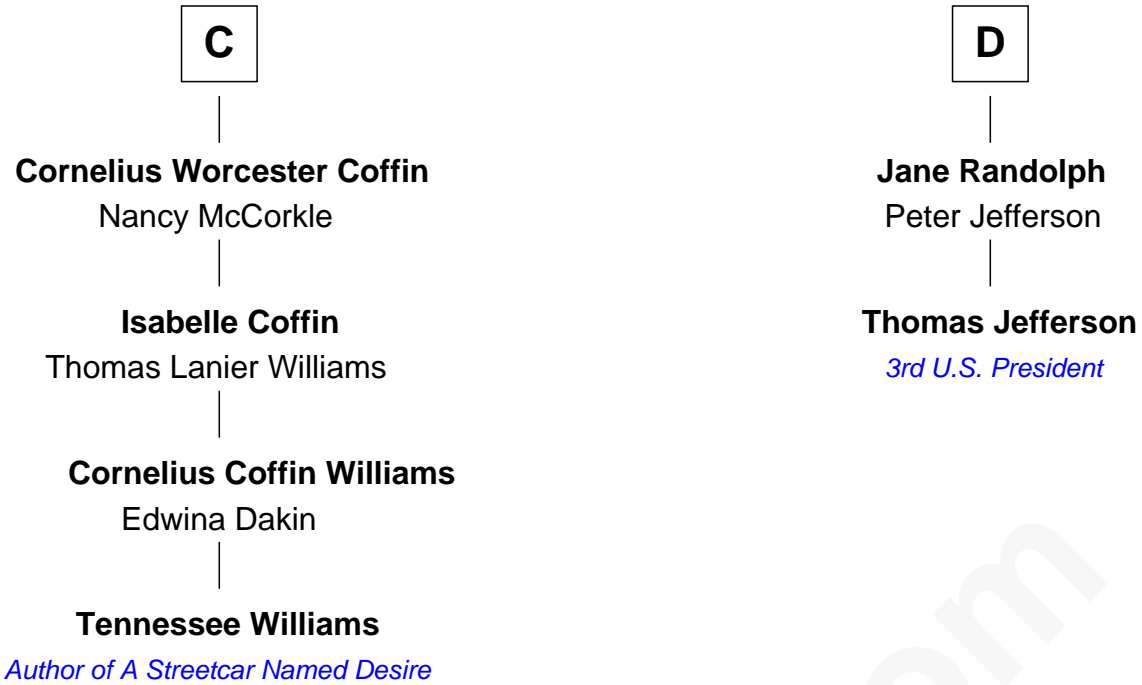 C
Cornelius Worcester Coffin
Nancy McCorkle
Isabelle Coffin
Thomas Lanier Williams
Cornelius Coffin Williams
Edwina Dakin
Tennessee Williams
Author of A Streetcar Named Desire
D
Jane Randolph
Peter Jefferson
Thomas Jefferson
3rd U.S. President
om